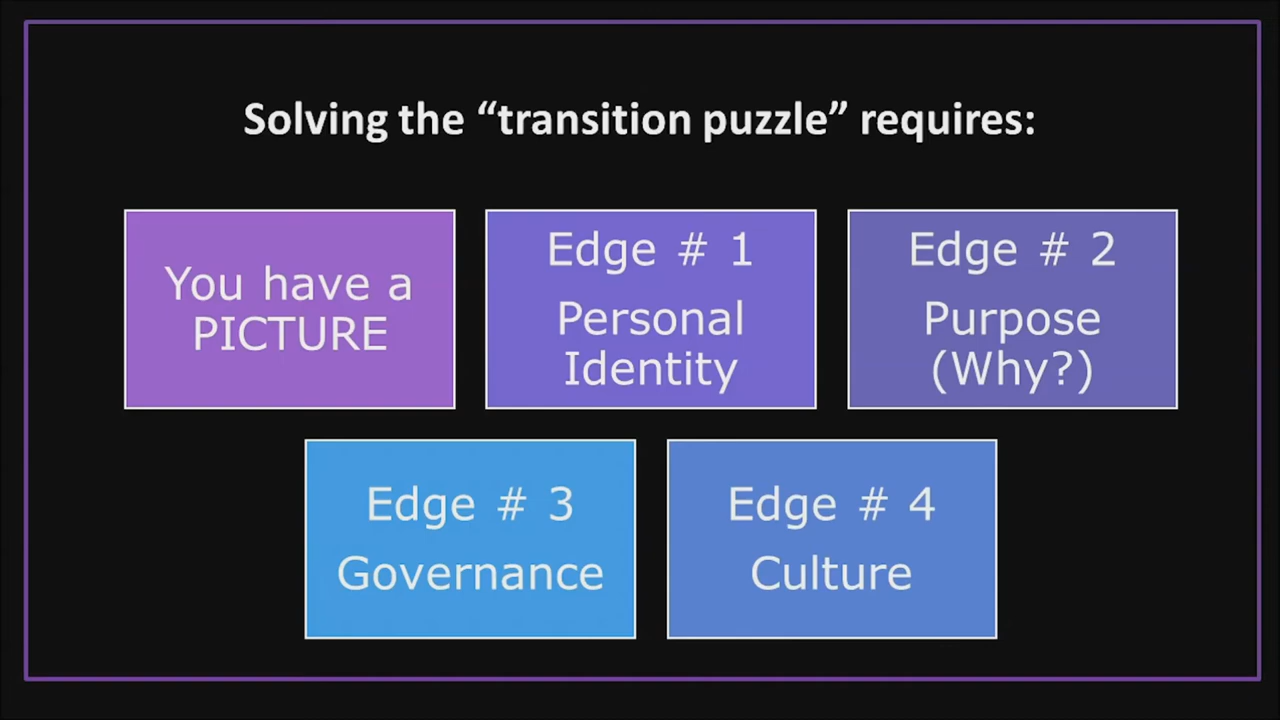 Solving the “transition puzzle” requires:
You have a
PICTURE
Edge # 1
Personal
Identity
Edge # 2
Purpose
(Why?)
Edge # 3
Governance
Edge # 4
Culture